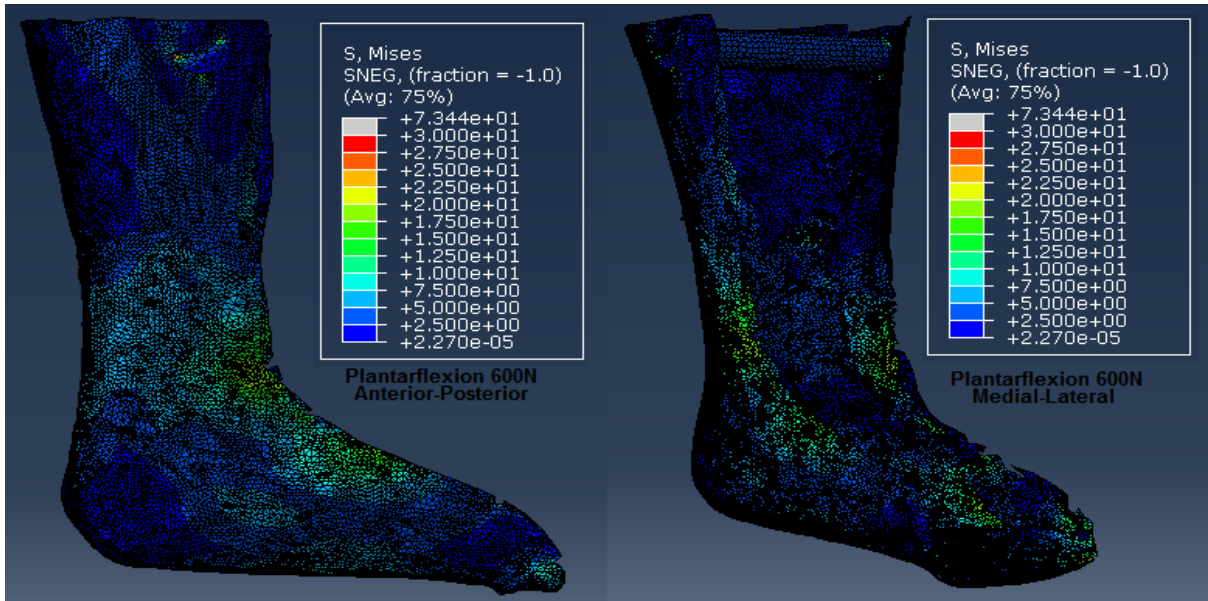 S, Mises
SNEG, (fraction = -1.0)
(Avg: 75%)
+7.344e+01
+3.000e+01
+2.750e+01
+2.500e+01
+2.250e+01
+2.000e+01
+1.750e+01
+1.500e+01
+1.250e+01
+1.000e+01
+7.500e+00
+5.000e+00
+2.500e+00
+2.270e-05
Plantarflexion 600N
Anterior-Posterior
S, Mises
SNEG, (fraction = -1.0)
(Avg: 75%)
+7.344e+01
+3.000e+01
+2.750e+01
+2.500e+01
+2.250e+01
+2.000e+01
+1.750e+01
+1.500e+01
+1.250e+01
+1.000e+01
+7.500e+00
+5.000e+00
+2.500e+00
+2.270e-05
Plantarflexion 600N
Medial-Lateral